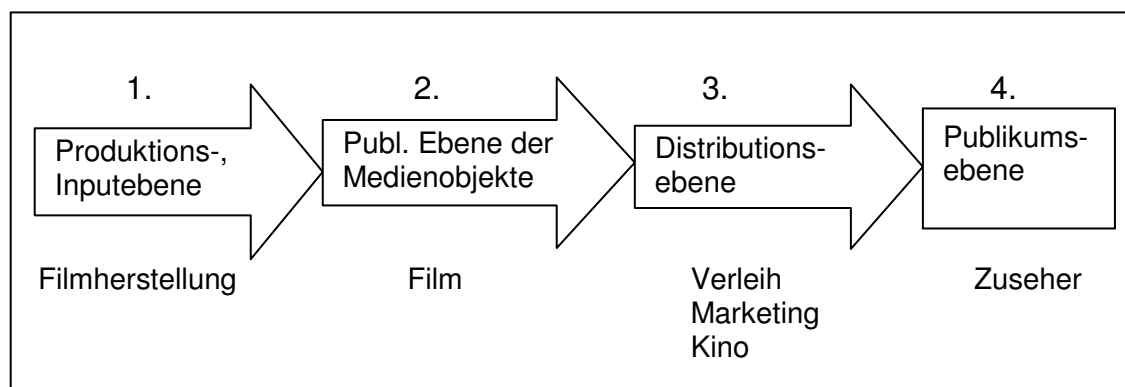 1.
Produktions-,
Inputebene
Filmherstellung
2.
Publ. Ebene der
Medienobjekte
Film
3.
Distributions-
ebene
Verleih
Marketing
Kino
4.
Publikums-
ebene
Zuseher